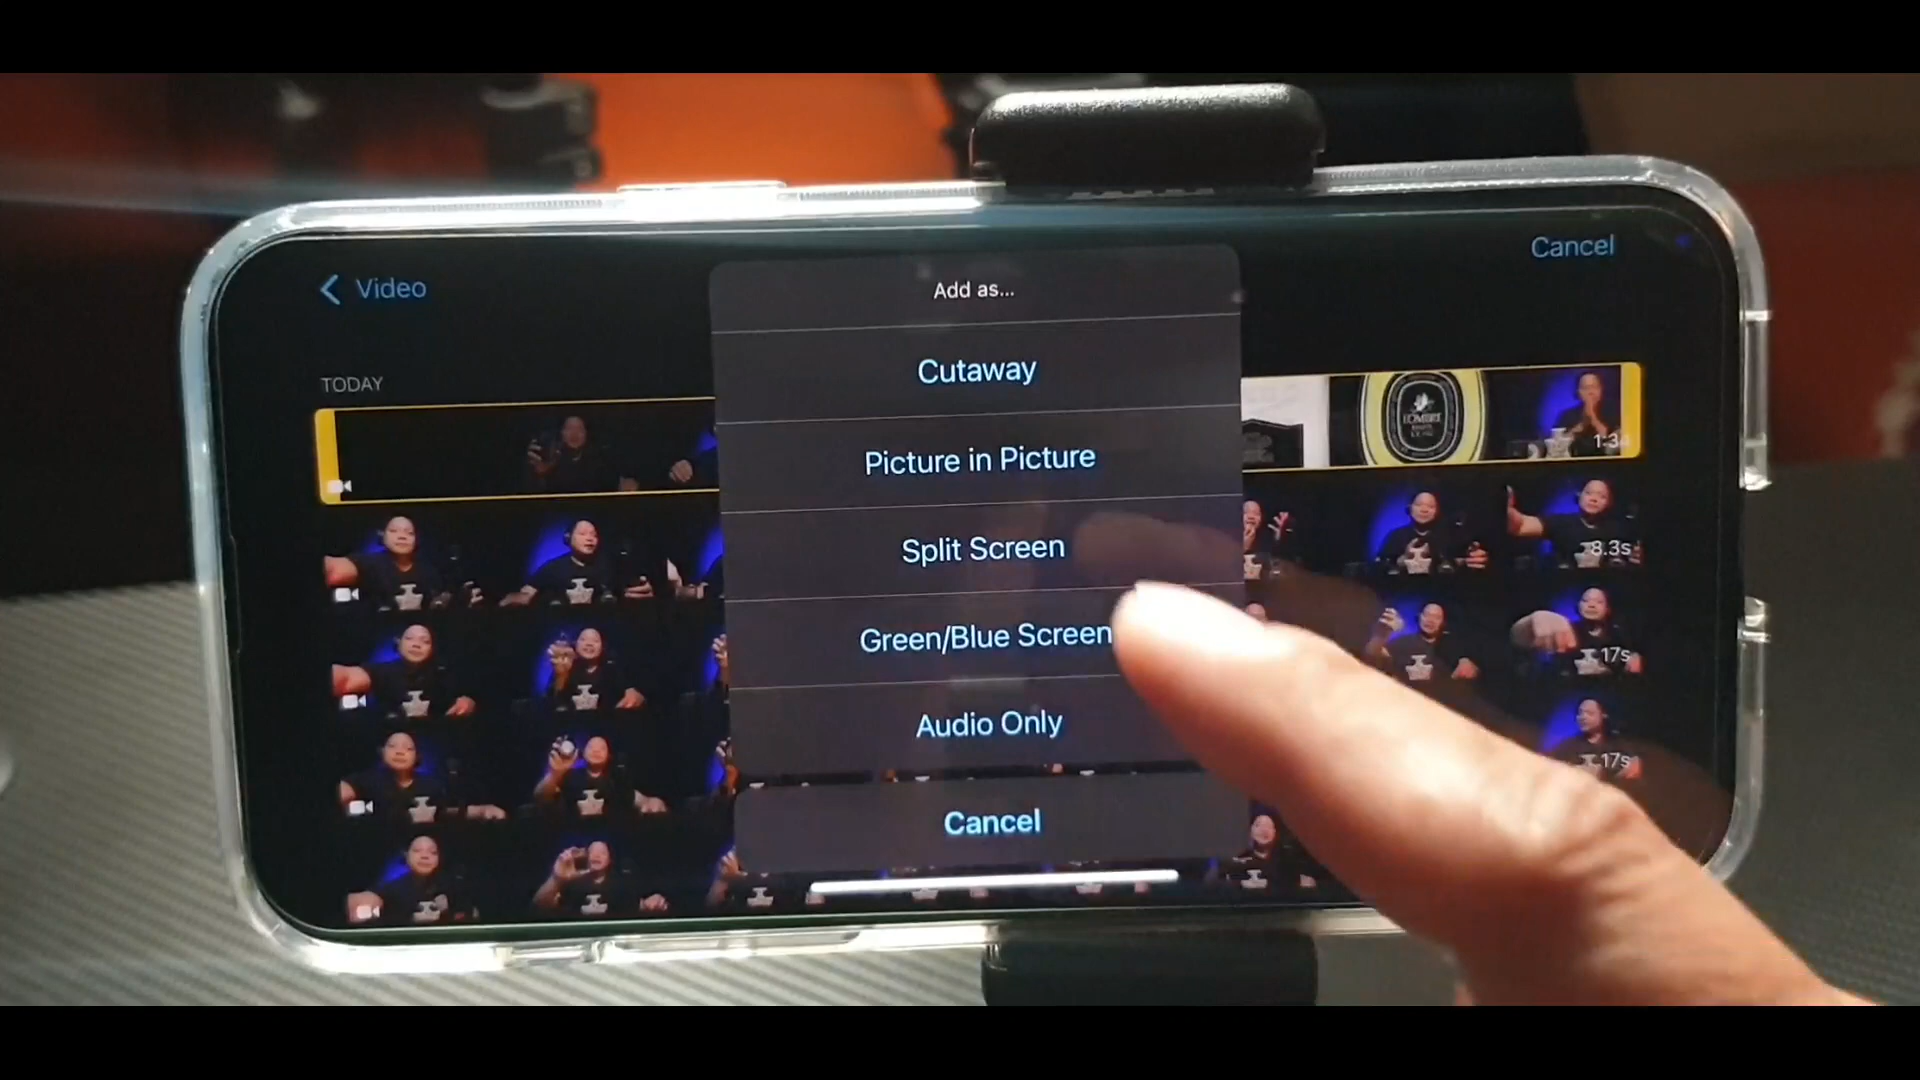 Cancel
Video
Add as...
TODAY
Cutaway
Picture in Picture
Split Screen
8.3s
Green/Blue Screen
17s
Audio Only
17s
Cancel